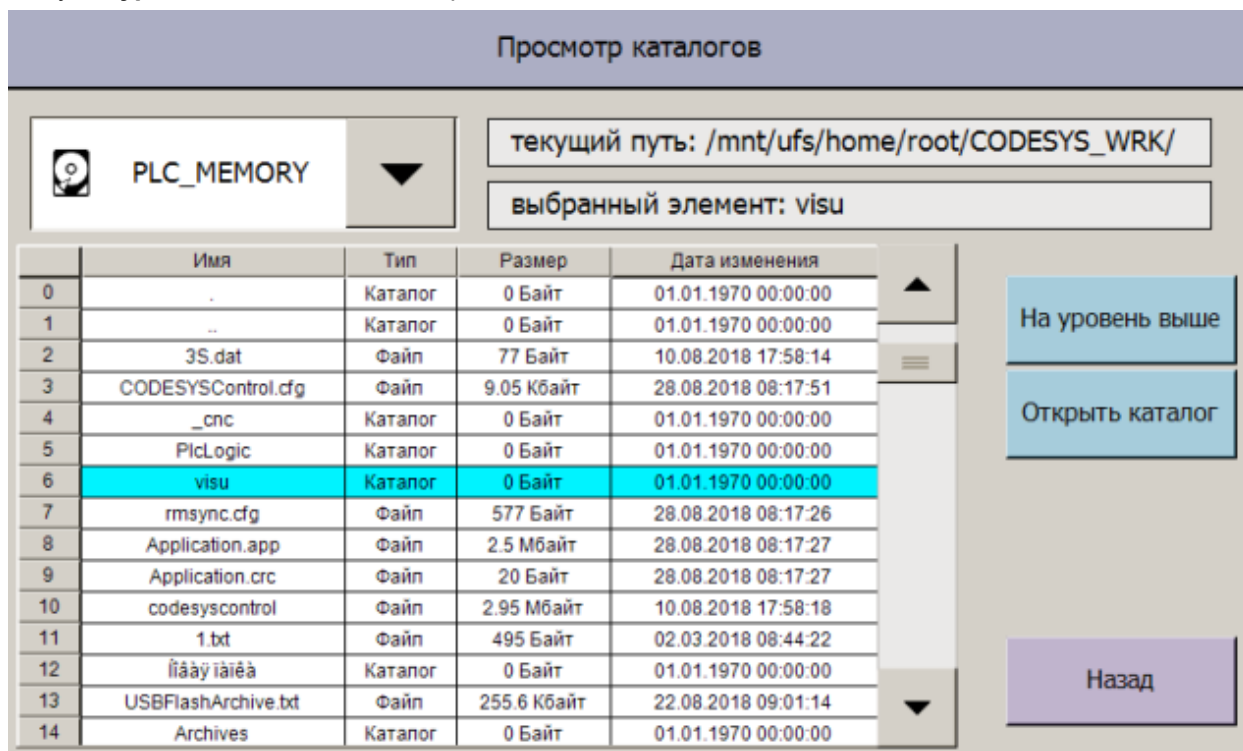 Просмотр каталогов
PLC_MEMORY
текущий путь: /mnt/ufs/home/root/CODESYS_WRK/
выбранный элемент: visu
Имя Тип Размер Дата изменения
0 . Каталог 0 Байт 01.01.1970 00:00:00
1 .. Каталог 0 Байт 01.01.1970 00:00:00
2 3S.dat Файл 77 Байт 10.08.2018 17:58:14
3 CODESYSControl.cfg Файл 9.05 Кбайт 28.08.2018 08:17:51
4 _cnc Каталог 0 Байт 01.01.1970 00:00:00
5 PlcLogic Каталог 0 Байт 01.01.1970 00:00:00
6 visu Каталог 0 Байт 01.01.1970 00:00:00
7 rmsync.cfg Файл 577 Байт 28.08.2018 08:17:26
8 Application.app Файл 2.5 Мбайт 28.08.2018 08:17:27
9 Application.crc Файл 20 Байт 28.08.2018 08:17:27
10 codesyscontrol Файл 2.95 Мбайт 10.08.2018 17:58:18
11 1.txt Файл 495 Байт 02.03.2018 08:44:22
12 Íîâàÿ ïàïêà Каталог 0 Байт 01.01.1970 00:00:00
13 USBFlashArchive.txt Файл 255.6 Кбайт 22.08.2018 09:01:14
14 Archives Каталог 0 Байт 01.01.1970 00:00:00
На уровень выше
Открыть каталог
Назад